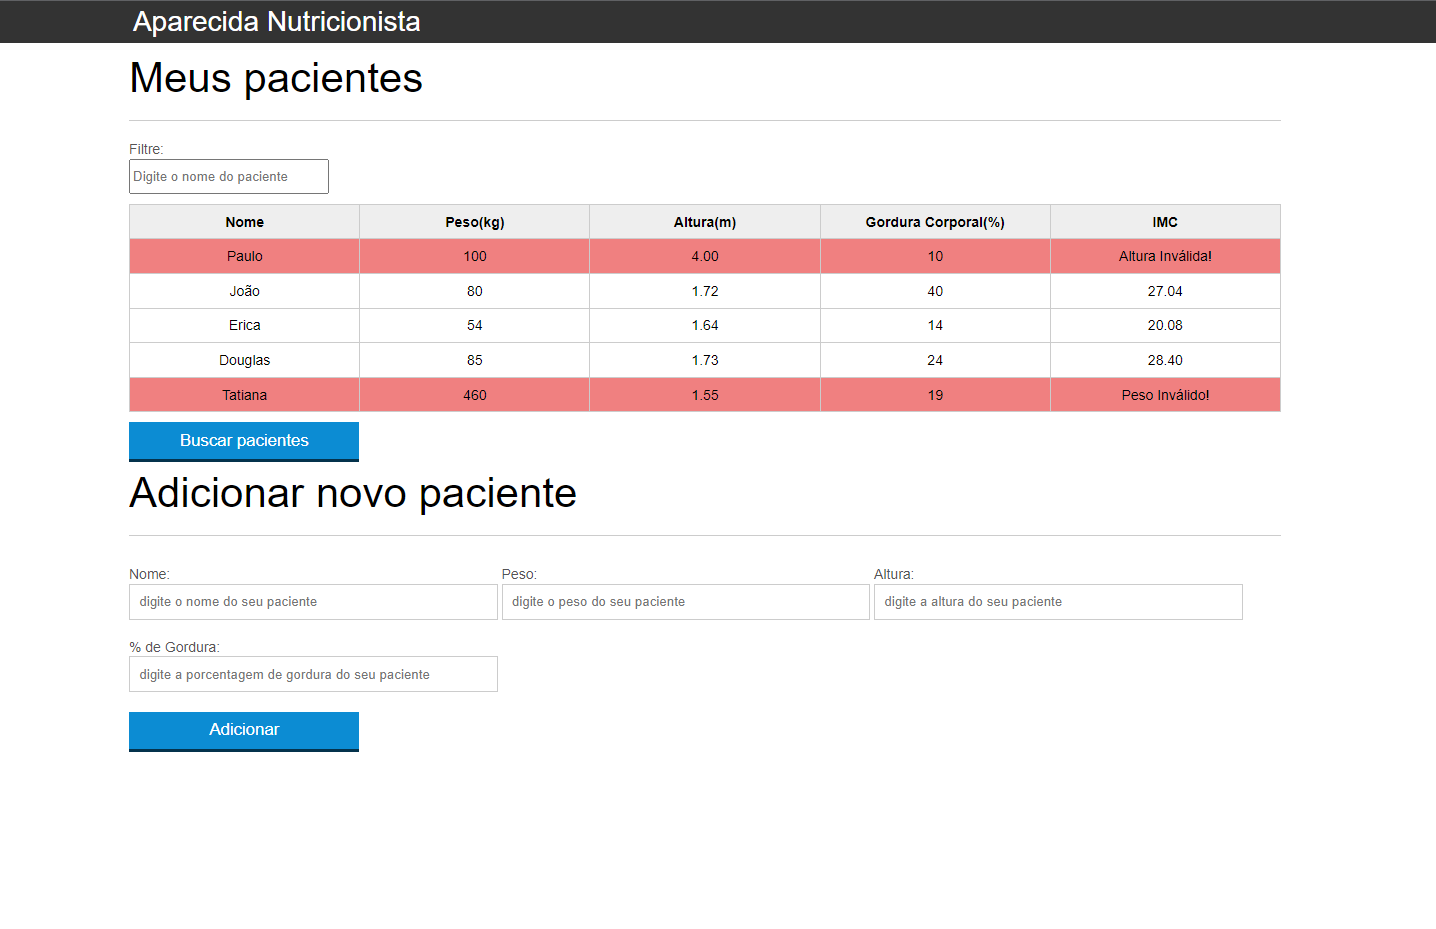 Aparecida Nutricionista
Meus pacientes
Filtre:
Digite o nome do paciente
Nome Peso(kg) Altura(m) Gordura Corporal(%) IMC
Paulo 100 4.00 10 Altura Inválida!
João 80 1.72 40 27.04
Erica 54 1.64 14 20.08
Douglas 85 1.73 24 28.40
Tatiana 460 1.55 19 Peso Inválido!
Buscar pacientes
Adicionar novo paciente
Nome: Peso: Altura:
digite o nome do seu paciente digite o peso do seu paciente digite a altura do seu paciente
% de Gordura:
digite a porcentagem de gordura do seu paciente
Adicionar